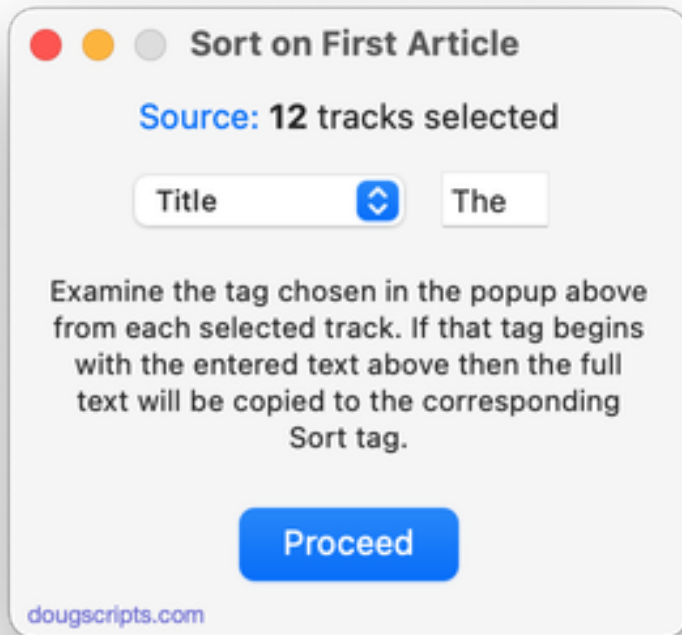 Sort on First Article
Source: 12 tracks selected
Title
The
Examine the tag chosen in the popup above
from each selected track. If that tag begins
with the entered text above then the full
text will be copied to the corresponding
Sort tag.
Proceed
dougscripts.com